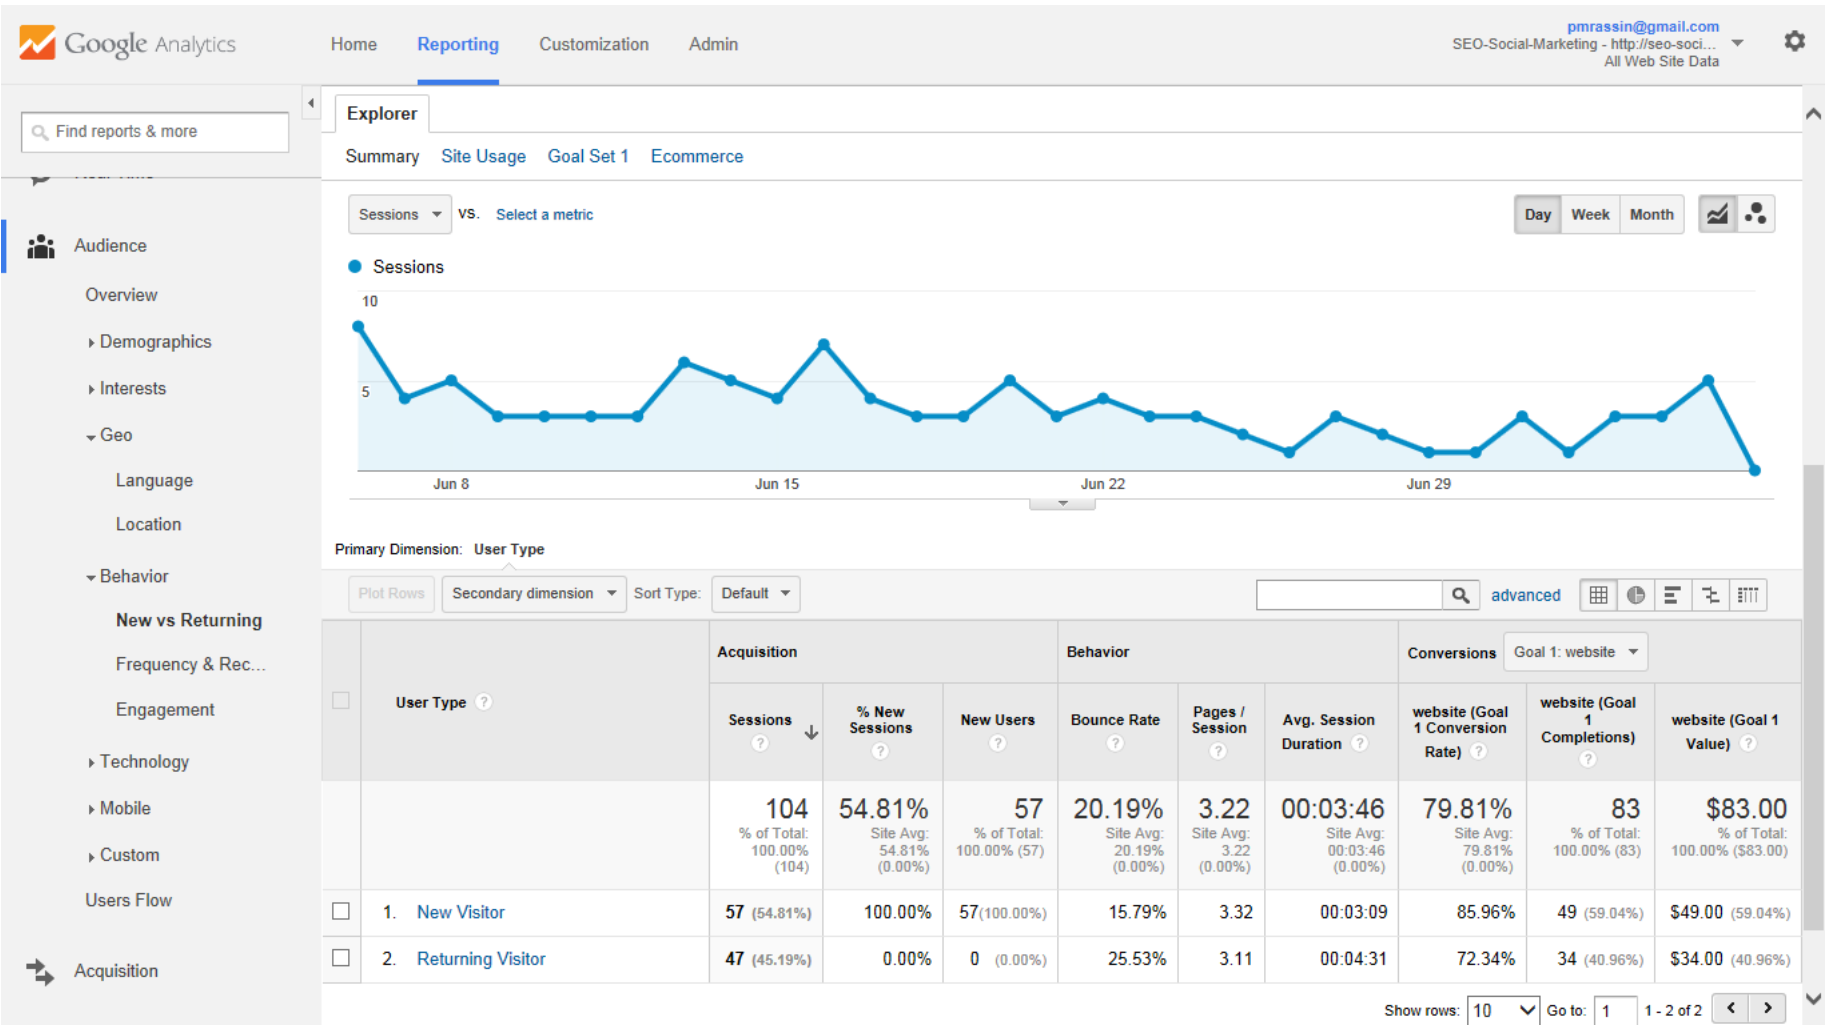 Google Analytics
Home Reporting Customization Admin
pmrassin@gmail.com
SEO-Social-Marketing - http://seo-soci...
All Web Site Data
Find reports & more
Audience
Overview
Demographics
Interests
Geo
Language
Location
Behavior
New vs Returning
Frequency & Rec...
Engagement
Technology
Mobile
Custom
Users Flow
Acquisition
Explorer
Summary Site Usage Goal Set 1 Ecommerce
Sessions VS. Select a metric
Day Week Month
Sessions
10
5
Jun 8 Jun 15 Jun 22 Jun 29
Primary Dimension: User Type
Plot Rows Secondary dimension Sort Type: Default advanced
Acquisition Behavior Conversions Goal 1: website
User Type ?
Sessions ?
% New Sessions ?
New Users ?
Bounce Rate ?
Pages / Session ?
Avg. Session Duration ?
website (Goal 1 Conversion Rate) ?
website (Goal 1 Completions) ?
website (Goal 1 Value) ?
104 54.81% 57 20.19% 3.22 00:03:46 79.81% 83 $83.00
% of Total: Site Avg: % of Total: Site Avg: Site Avg: Site Avg: Site Avg: % of Total: % of Total:
100.00% 54.81% 100.00% (57) 20.19% 3.22 00:03:46 79.81% 100.00% (83) 100.00% ($83.00)
(104) (0.00%) (0.00%) (0.00%) (0.00%) (0.00%)
1. New Visitor 57 (54.81%) 100.00% 57(100.00%) 15.79% 3.32 00:03:09 85.96% 49 (59.04%) $49.00 (59.04%)
2. Returning Visitor 47 (45.19%) 0.00% 0 (0.00%) 25.53% 3.11 00:04:31 72.34% 34 (40.96%) $34.00 (40.96%)
Show rows: 10 Go to: 1 1 - 2 of 2